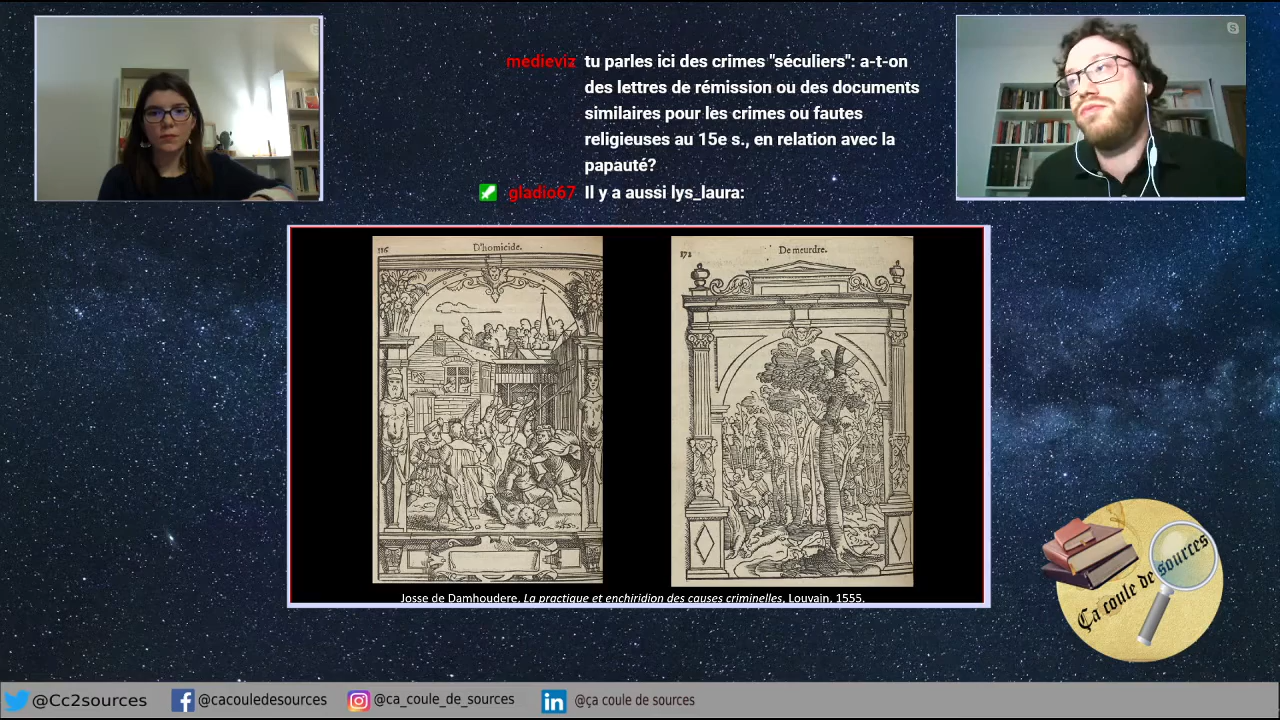 medieviz tu parles ici des crimes "séculiers": a-t-on
des lettres de rémission ou des documents
similaires pour les crimes ou fautes
religieuses au 15e s., en relation avec la
papauté?
gladio67 Il y a aussi lys_laura:
116 D'homicide.
172 De meurdre.
Josse de Damhoudere, La practique et enchiridion des causes criminelles, Louvain, 1555.
Ça coule de sources
@Cc2sources @cacouledesources @ca_coule_de_sources @ça coule de sources